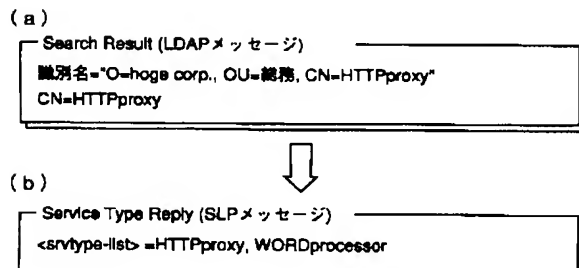 (a)
Search Result (LDAPメッセージ)
識別名="O=hoge corp., OU=総務, CN=HTTPproxy"
CN=HTTPproxy
(b)
Service Type Reply (SLPメッセージ)
<srvtype-list> =HTTPproxy, WORDprocessor